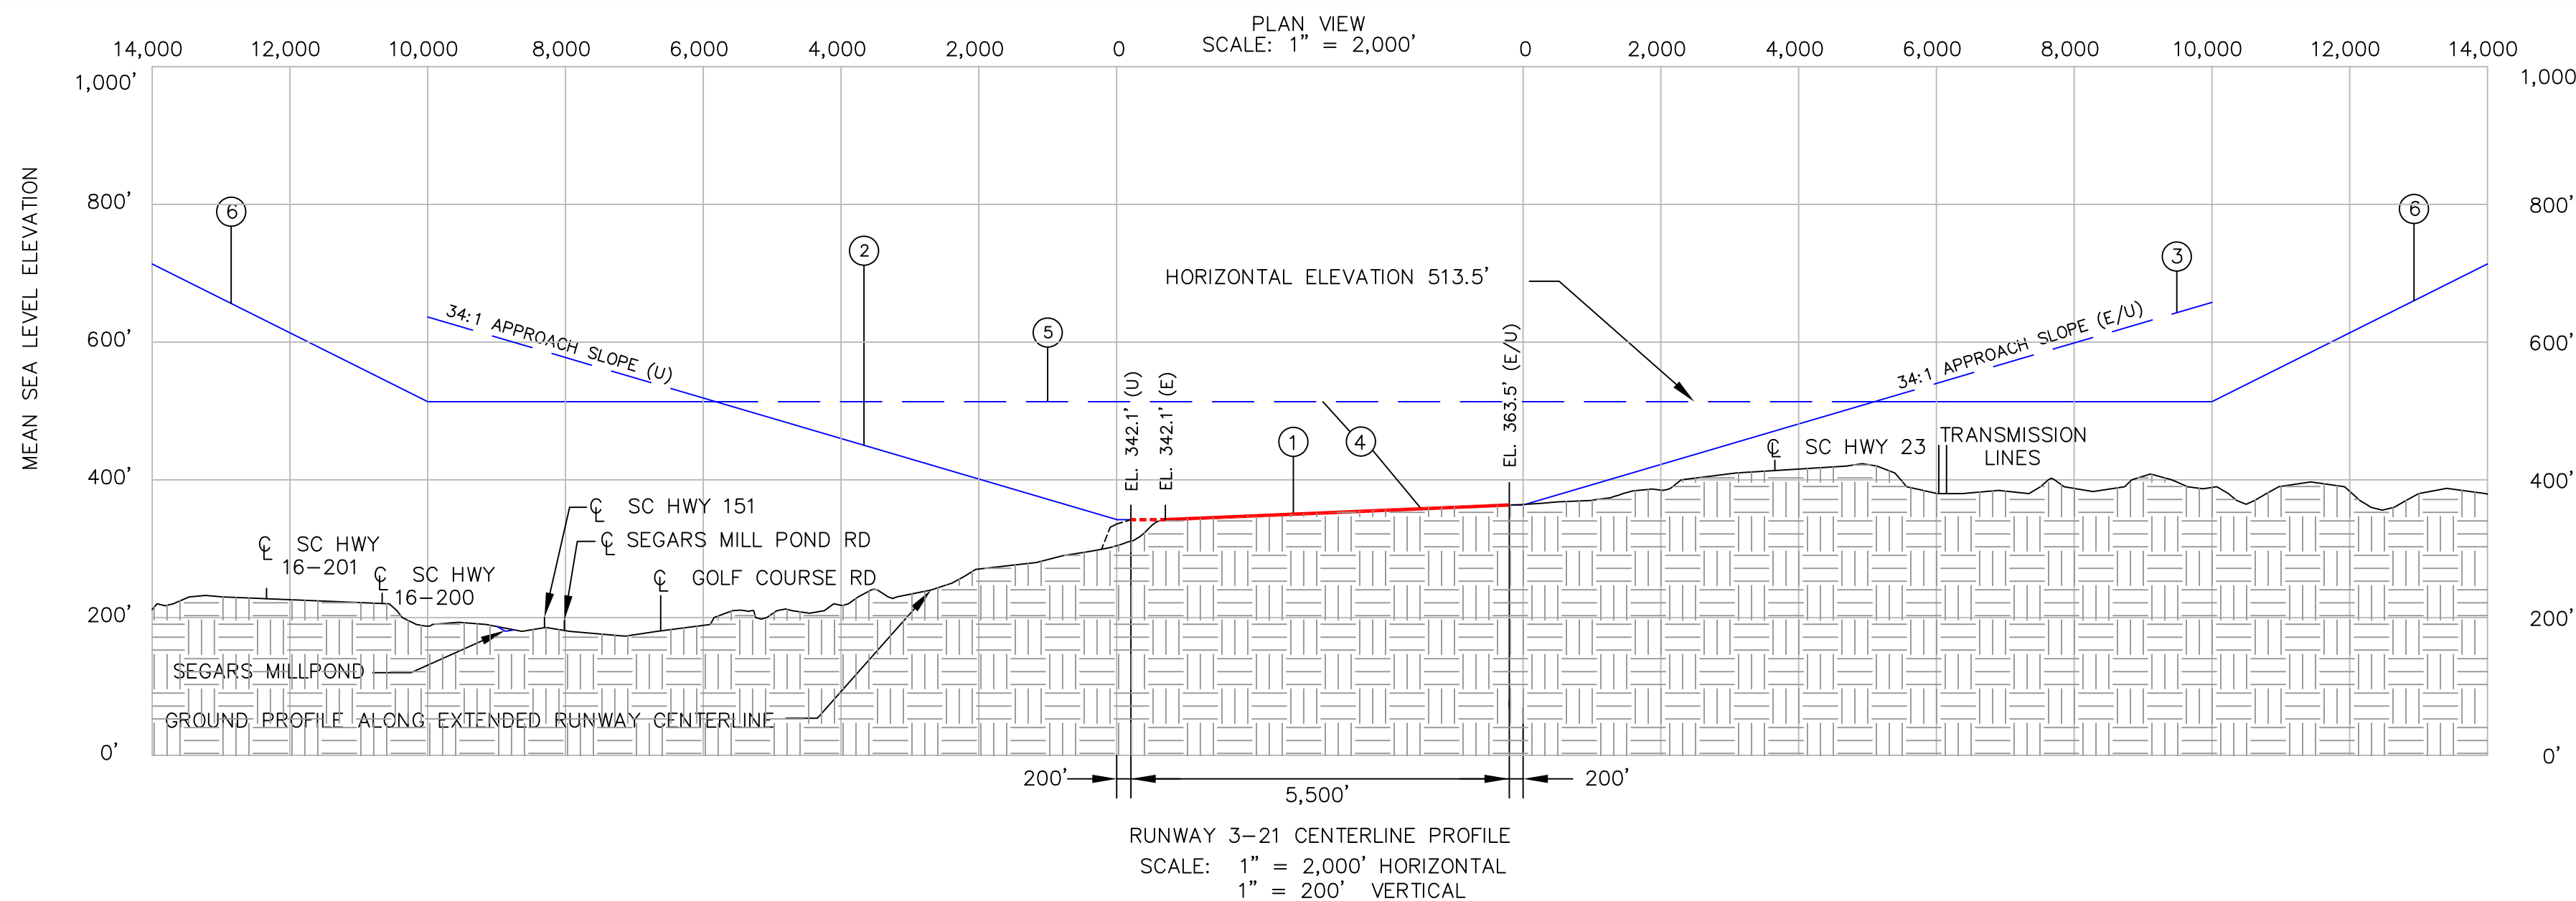 PLAN VIEW
SCALE: 1" = 2,000'
14,000 12,000 10,000 8,000 6,000 4,000 2,000 0 0 2,000 4,000 6,000 8,000 10,000 12,000 14,000
1,000' 1,000
MEAN SEA LEVEL ELEVATION
800' 800'
6 6
2 3
HORIZONTAL ELEVATION 513.5'
34:1 APPROACH SLOPE (U)
34:1 APPROACH SLOPE (E/U)
600' 600'
5
EL. 342.1' (U)
EL. 342.1' (E)
EL. 363.5' (E/U)
1 4
℄ SC HWY 23
TRANSMISSION
LINES
400' 400'
℄ SC HWY 151
℄ SEGARS MILL POND RD
℄ SC HWY
16-201
℄ SC HWY
16-200
℄ GOLF COURSE RD
200' 200'
SEGARS MILLPOND
GROUND PROFILE ALONG EXTENDED RUNWAY CENTERLINE
0' 0'
200' 200'
5,500'
RUNWAY 3-21 CENTERLINE PROFILE
SCALE: 1" = 2,000' HORIZONTAL
1" = 200' VERTICAL